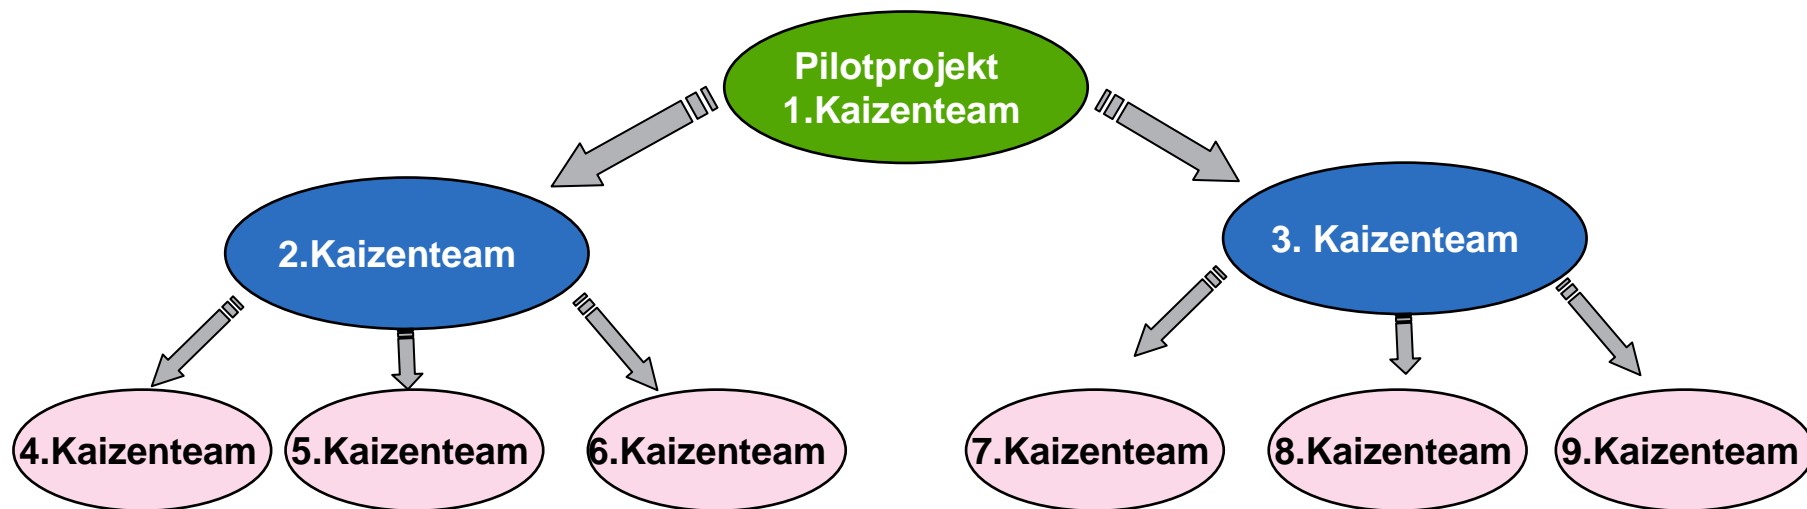 Pilotprojekt
1.Kaizenteam
2.Kaizenteam
3. Kaizenteam
4.Kaizenteam
5.Kaizenteam
6.Kaizenteam
7.Kaizenteam
8.Kaizenteam
9.Kaizenteam